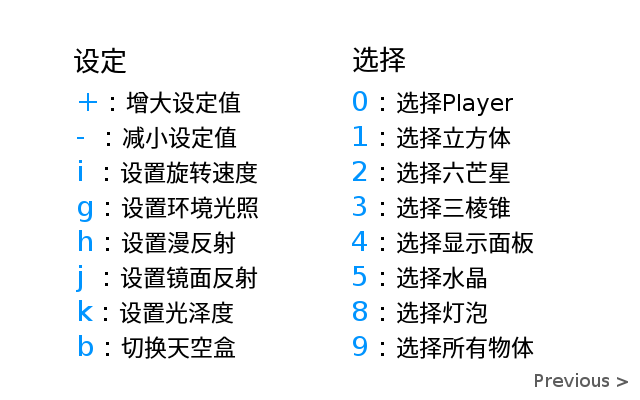 设定
+ : 增大设定值
- : 减小设定值
i : 设置旋转速度
g : 设置环境光照
h : 设置漫反射
j : 设置镜面反射
k : 设置光泽度
b : 切换天空盒
选择
0 : 选择Player
1 : 选择立方体
2 : 选择六芒星
3 : 选择三棱锥
4 : 选择显示面板
5 : 选择水晶
8 : 选择灯泡
9 : 选择所有物体
Previous >